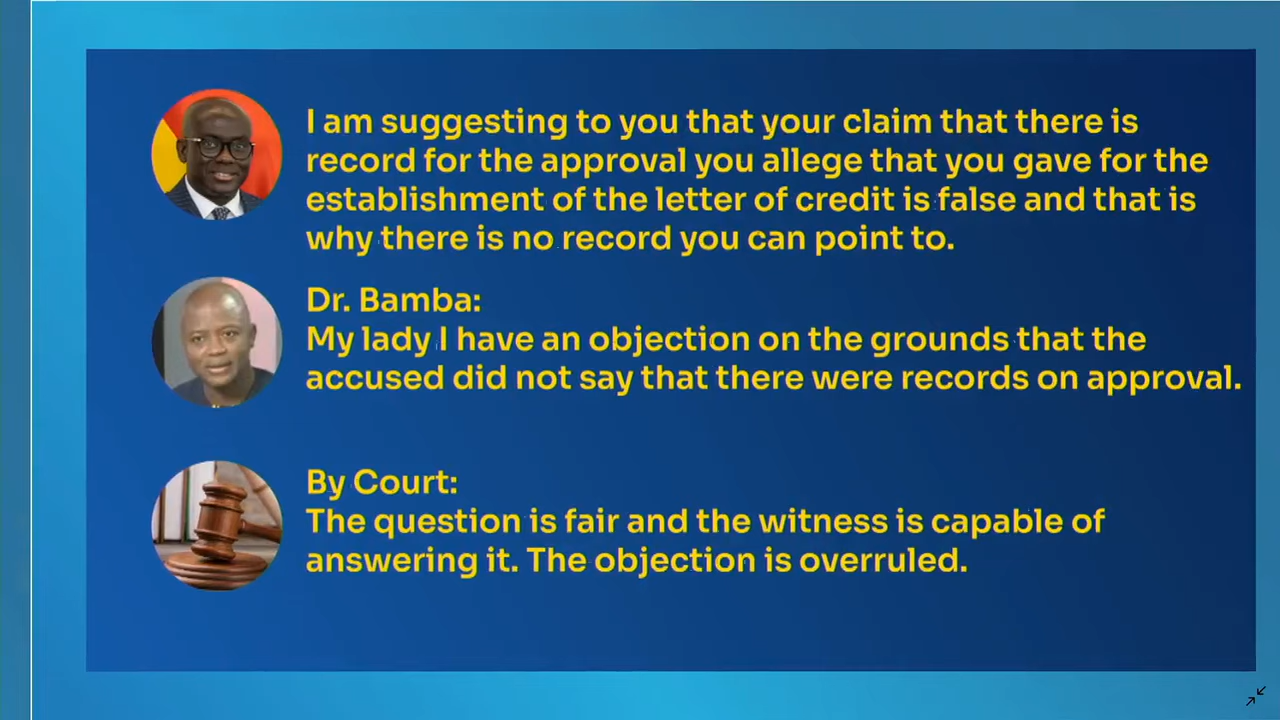 I am suggesting to you that your claim that there is
record for the approval you allege that you gave for the
establishment of the letter of credit is false and that is
why there is no record you can point to.
Dr. Bamba:
My lady I have an objection on the grounds that the
accused did not say that there were records on approval.
By Court:
The question is fair and the witness is capable of
answering it. The objection is overruled.